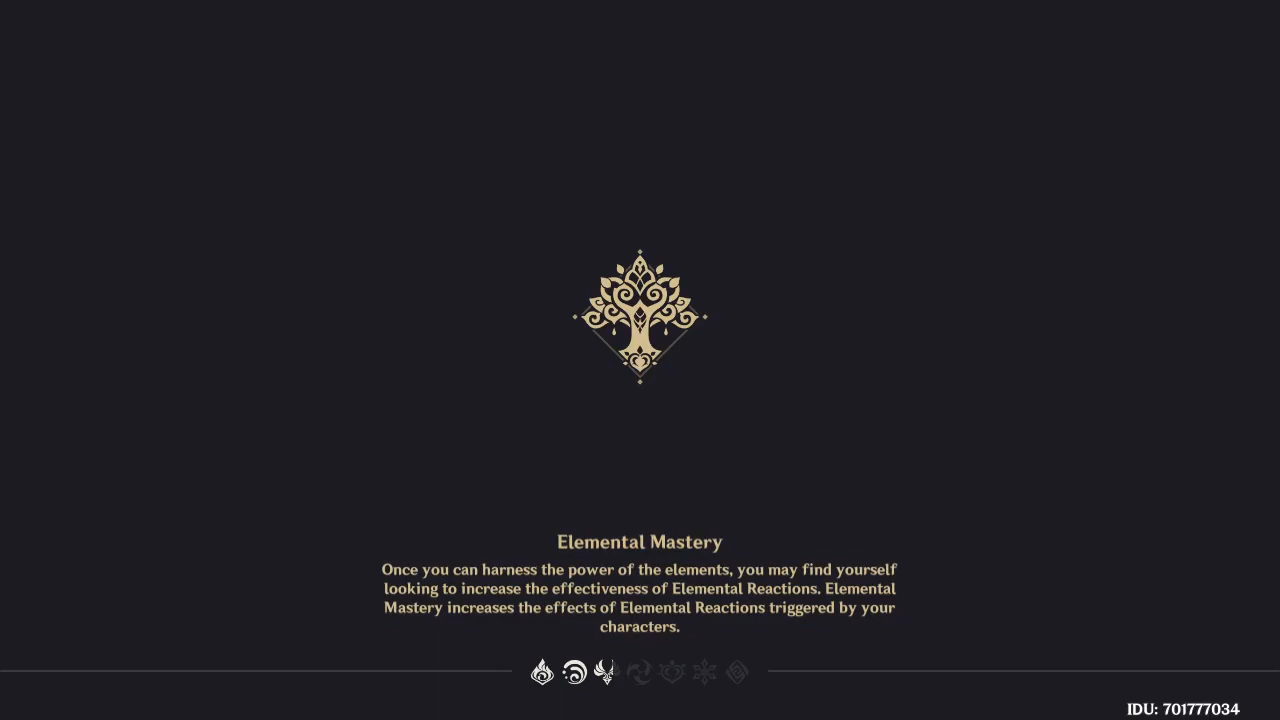 Elemental Mastery
Once you can harness the power of the elements, you may find yourself
looking to increase the effectiveness of Elemental Reactions. Elemental
Mastery increases the effects of Elemental Reactions triggered by your
characters.
IDU: 701777034